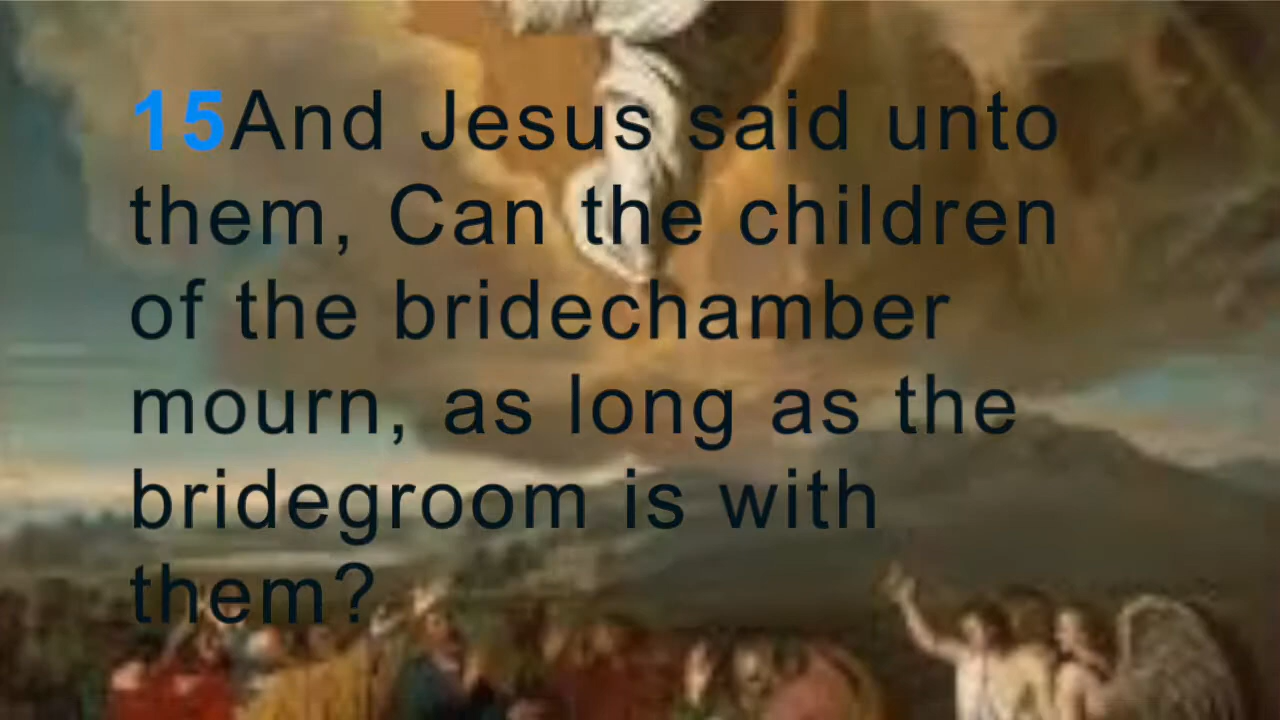 15And Jesus said unto
them, Can the children
of the bridechamber
mourn, as long as the
bridegroom is with
them?